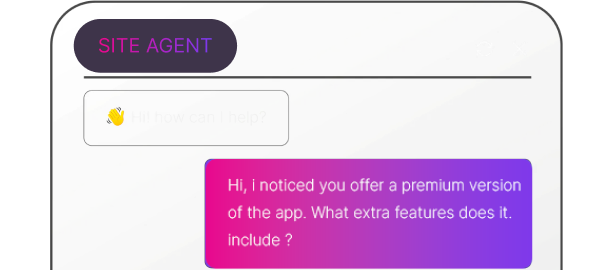 SITE AGENT
👋 Hi! how can i help?
Hi, i noticed you offer a premium version
of the app. What extra features does it.
include ?